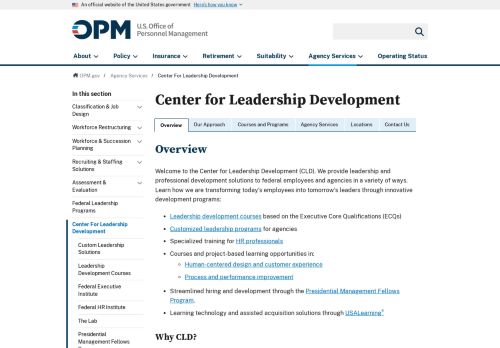 An official website of the United States government Here's how you know
OPM U.S. Office of
Personnel Management
About Policy Insurance Retirement Suitability Agency Services Operating Status
OPM.gov / Agency Services / Center For Leadership Development
In this section
Classification & Job
Design
Workforce Restructuring
Workforce & Succession
Planning
Recruiting & Staffing
Solutions
Assessment &
Evaluation
Federal Leadership
Programs
Center For Leadership
Development
Custom Leadership
Solutions
Leadership
Development Courses
Federal Executive
Institute
Federal HR Institute
The Lab
Presidential
Management Fellows
Center for Leadership Development
Overview Our Approach Courses and Programs Agency Services Locations Contact Us
Overview
Welcome to the Center for Leadership Development (CLD). We provide leadership and
professional development solutions to federal employees and agencies in a variety of ways.
Learn how we are transforming today's employees into tomorrow's leaders through innovative
development programs:
Leadership development courses based on the Executive Core Qualifications (ECQs)
Customized leadership programs for agencies
Specialized training for HR professionals
Courses and project-based learning opportunities in:
Human-centered design and customer experience
Process and performance improvement
Streamlined hiring and development through the Presidential Management Fellows
Program.
Learning technology and assisted acquisition solutions through USALearning®
Why CLD?